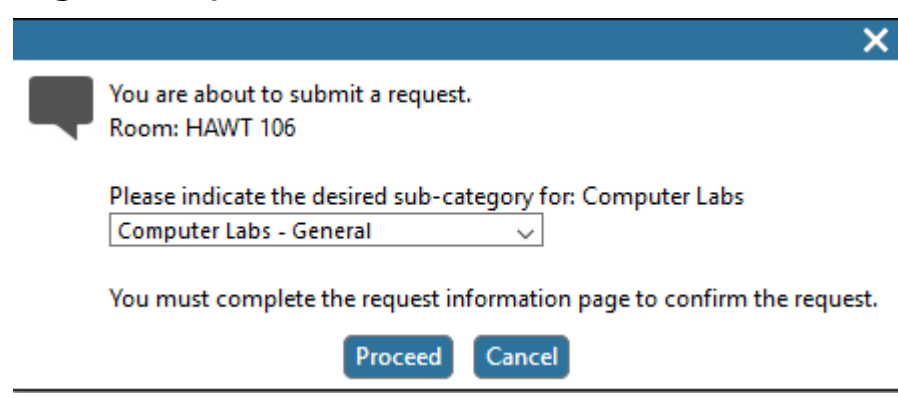 You are about to submit a request.
Room: HAWT 106
Please indicate the desired sub-category for: Computer Labs
Computer Labs - General
You must complete the request information page to confirm the request.
Proceed Cancel